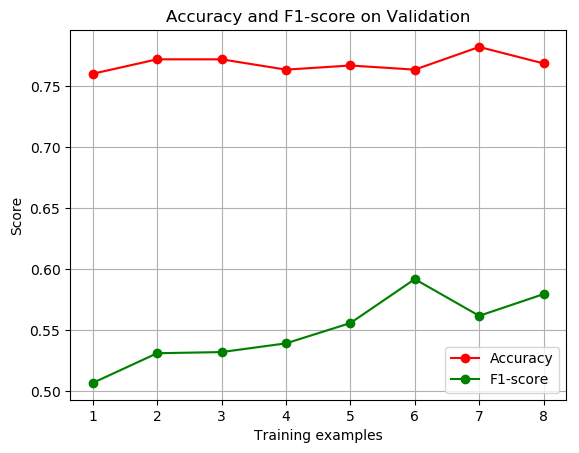 Accuracy and F1-score on Validation
Score
0.75
0.70
0.65
0.60
0.55
0.50
Accuracy
F1-score
1 2 3 4 5 6 7 8
Training examples